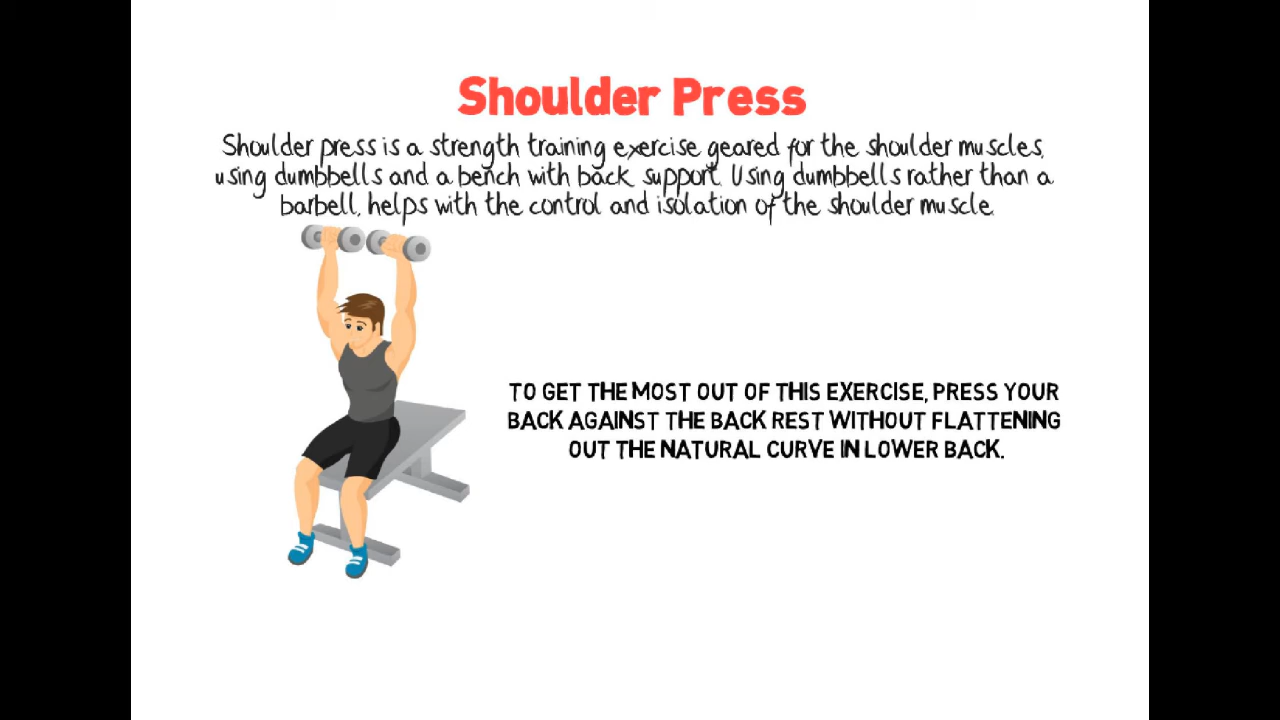 Shoulder Press
Shoulder press is a strength training exercise geared for the shoulder muscles,
using dumbbells and a bench with back support. Using dumbbells rather than a
barbell, helps with the control and isolation of the shoulder muscle.
TO GET THE MOST OUT OF THIS EXERCISE, PRESS YOUR
BACK AGAINST THE BACK REST WITHOUT FLATTENING
OUT THE NATURAL CURVE IN LOWER BACK.